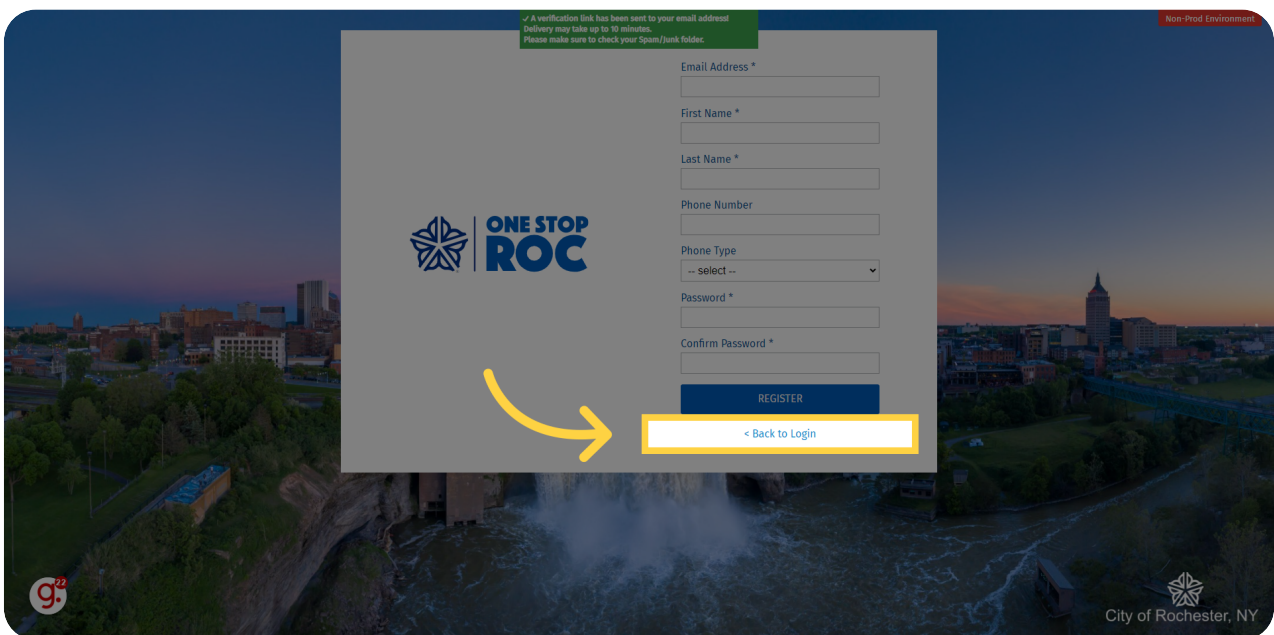 ✓ A verification link has been sent to your email address!
Delivery may take up to 10 minutes.
Please make sure to check your Spam/Junk folder.
Non-Prod Environment
Email Address *
First Name *
Last Name *
Phone Number
Phone Type
-- select --
Password *
Confirm Password *
REGISTER
< Back to Login
ONE STOP
ROC
g.
22
City of Rochester, NY